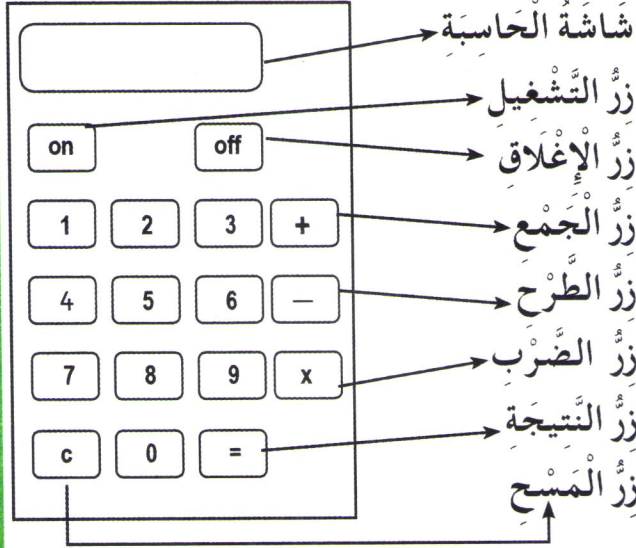 شَاشَةُ الْحَاسِبَةِ
زِرُّ التَّشْغِيلِ
on off
زِرُّ الْإِغْلَاقِ
1 2 3 +
زِرُّ الْجَمْعِ
4 5 6 —
زِرُّ الطَّرْحِ
7 8 9 x
زِرُّ الضَّرْبِ
c 0 =
زِرُّ النَّتِيجَةِ
زِرُّ الْمَسْحِ